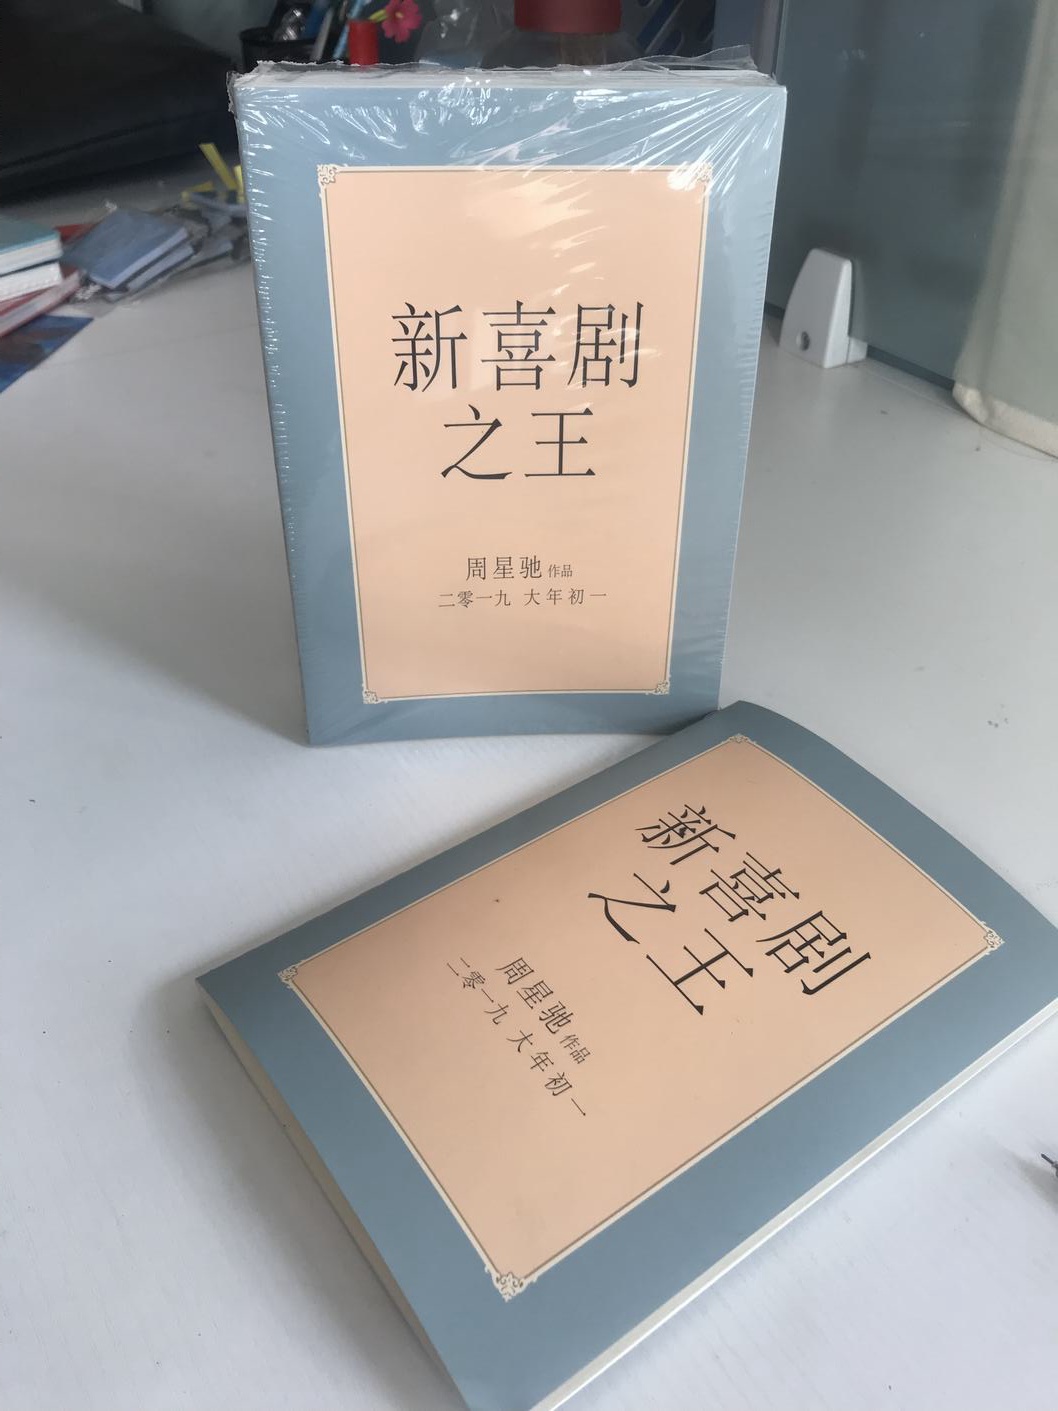 新喜剧
之王
周星驰 作品
二零一九 大年初一
新喜剧
之王
周星驰 作品
二零一九 大年初一